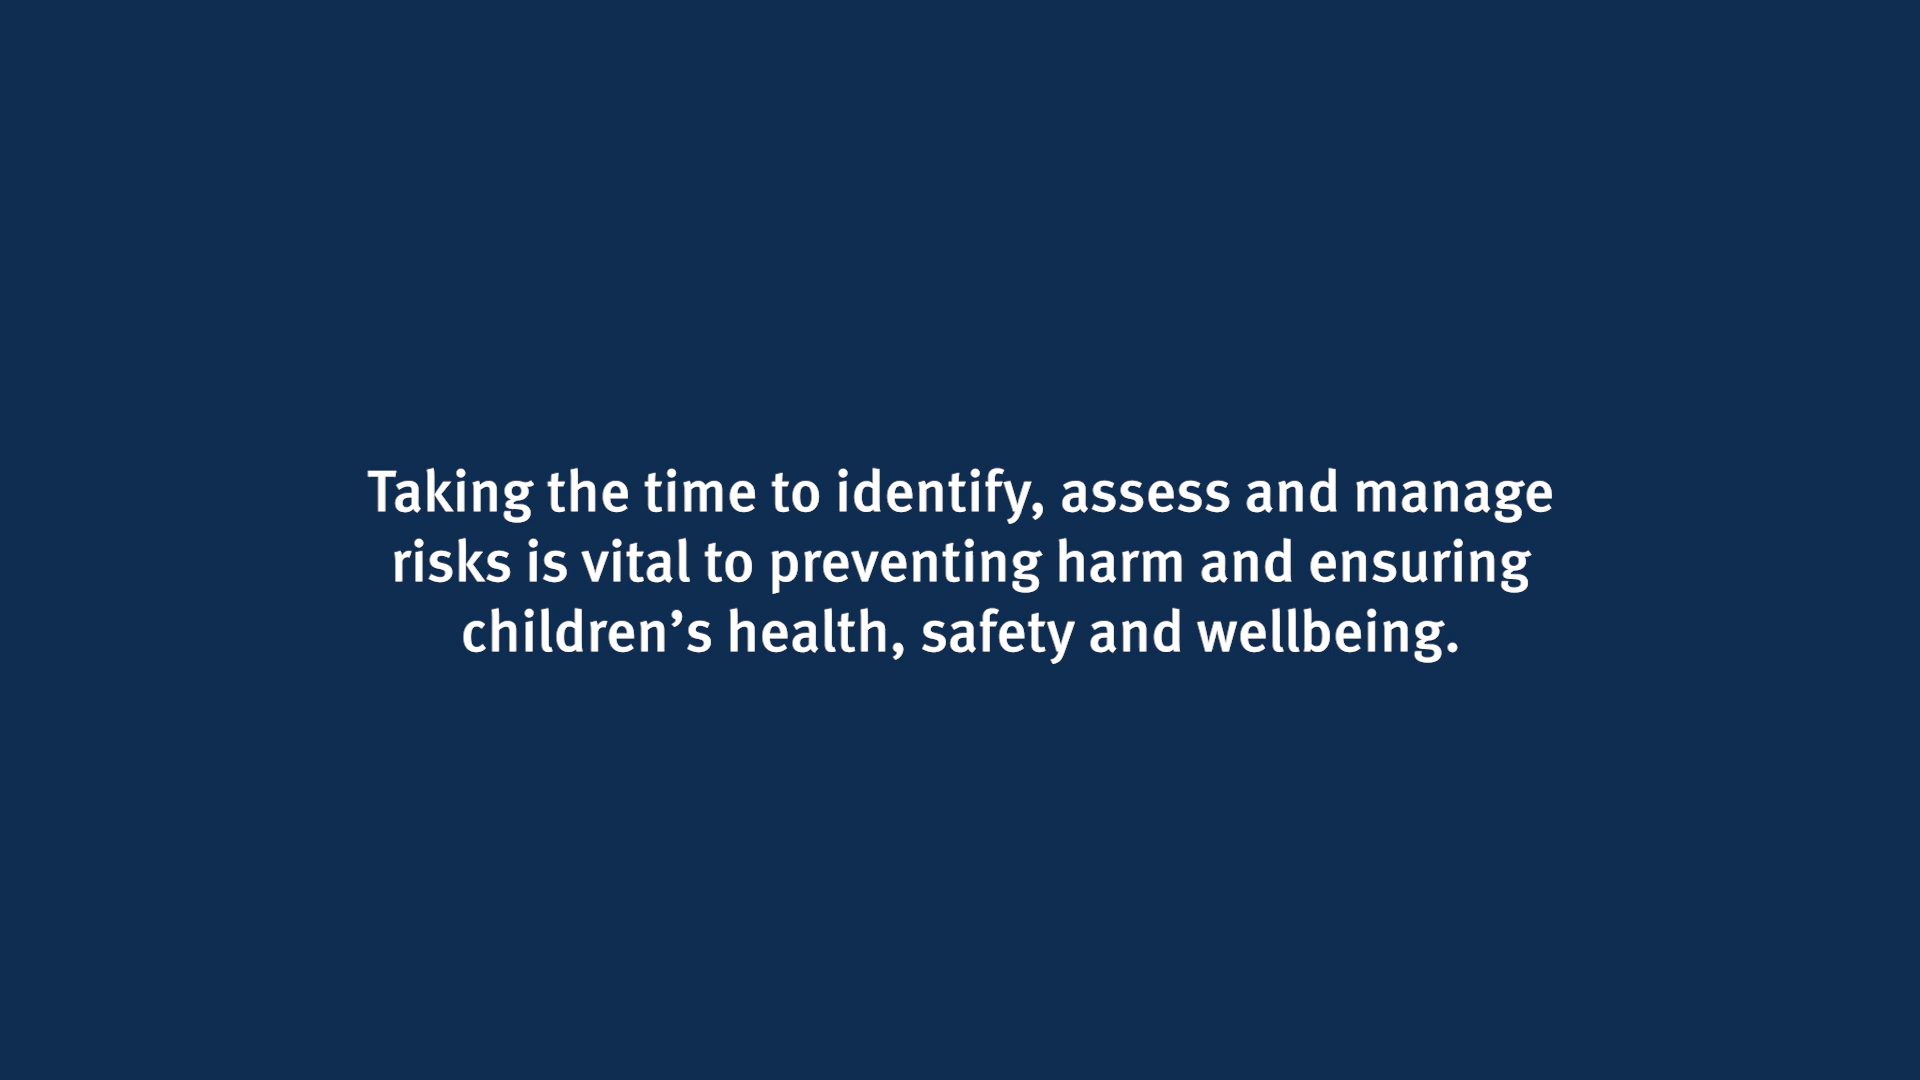 Taking the time to identify, assess and manage
risks is vital to preventing harm and ensuring
children’s health, safety and wellbeing.